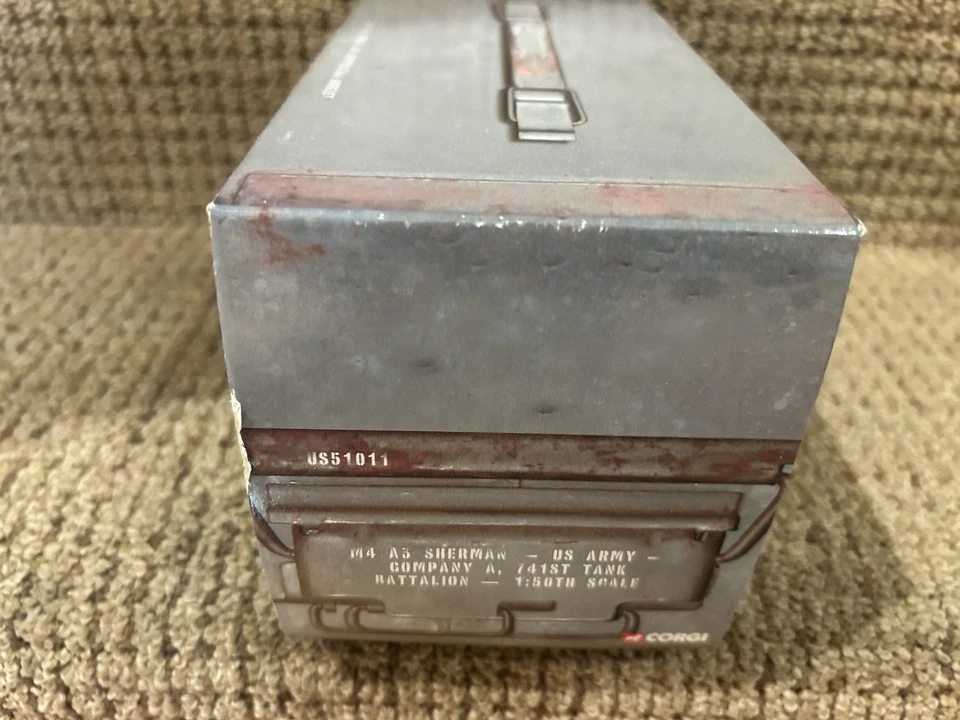 US51011
M4 A3 SHERMAN — US ARMY —
COMPANY A, 741ST TANK
BATTALION — 1:50TH SCALE
CORGI